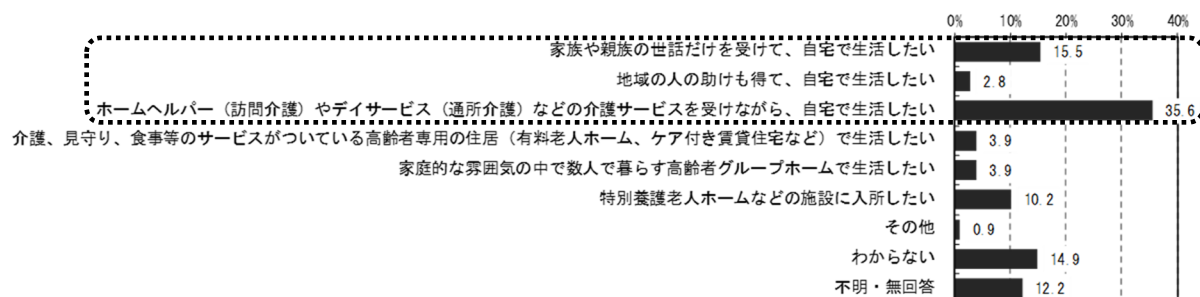 0% 10% 20% 30% 40%
家族や親族の世話だけを受けて、自宅で生活したい 15.5
地域の人の助けも得て、自宅で生活したい 2.8
ホームヘルパー（訪問介護）やデイサービス（通所介護）などの介護サービスを受けながら、自宅で生活したい 35.6
介護、見守り、食事等のサービスがついている高齢者専用の住居（有料老人ホーム、ケア付き賃貸住宅など）で生活したい 3.9
家庭的な雰囲気の中で数人で暮らす高齢者グループホームで生活したい 3.9
特別養護老人ホームなどの施設に入所したい 10.2
その他 0.9
わからない 14.9
不明・無回答 12.2